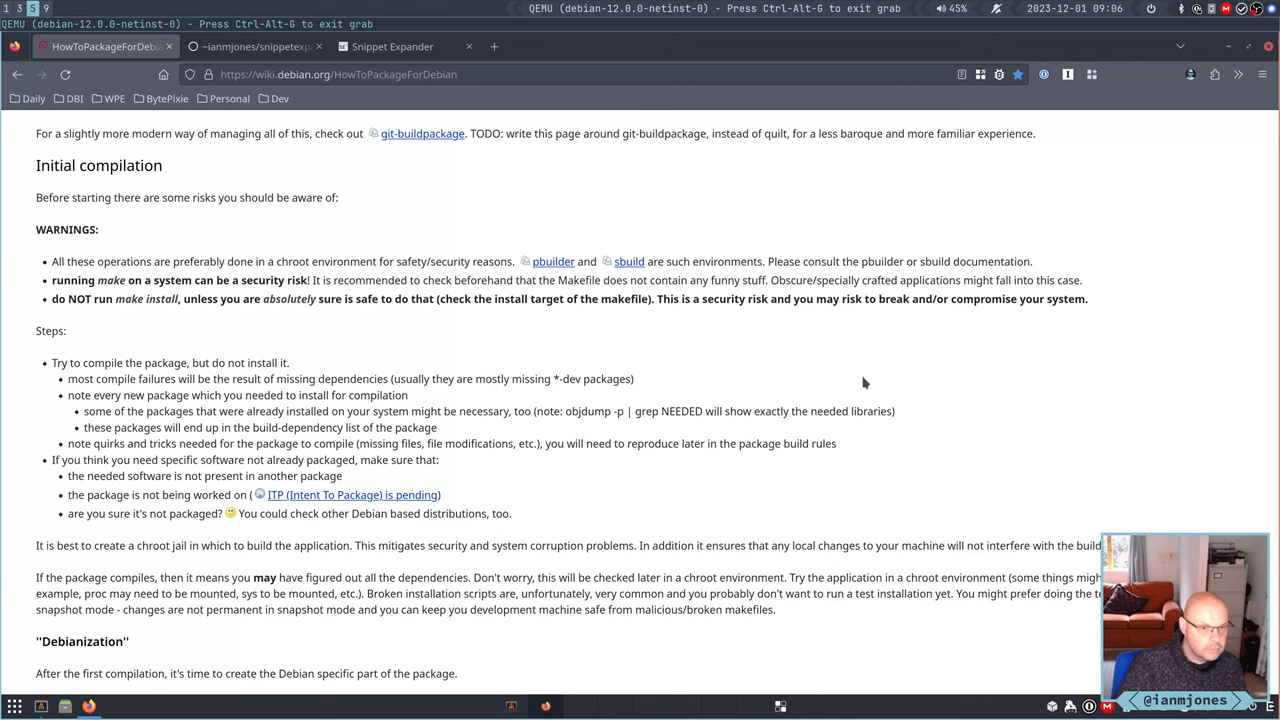 1 3 5 9 QEMU (debian-12.0.0-netinst-0) - Press Ctrl-Alt-G to exit grab 45% 2023-12-01 09:06
QEMU (debian-12.0.0-netinst-0) - Press Ctrl-Alt-G to exit grab
HowToPackageForDebia × ~ianmjones/snippetexp × SE Snippet Expander × +
https://wiki.debian.org/HowToPackageForDebian
Daily DBI WPE BytePixie Personal Dev
For a slightly more modern way of managing all of this, check out git-buildpackage. TODO: write this page around git-buildpackage, instead of quilt, for a less baroque and more familiar experience.
Initial compilation
Before starting there are some risks you should be aware of:
WARNINGS:
• All these operations are preferably done in a chroot environment for safety/security reasons. pbuilder and sbuild are such environments. Please consult the pbuilder or sbuild documentation.
• running make on a system can be a security risk! It is recommended to check beforehand that the Makefile does not contain any funny stuff. Obscure/specially crafted applications might fall into this case.
• do NOT run make install, unless you are absolutely sure is safe to do that (check the install target of the makefile). This is a security risk and you may risk to break and/or compromise your system.
Steps:
• Try to compile the package, but do not install it.
• most compile failures will be the result of missing dependencies (usually they are mostly missing *-dev packages)
• note every new package which you needed to install for compilation
• some of the packages that were already installed on your system might be necessary, too (note: objdump -p | grep NEEDED will show exactly the needed libraries)
• these packages will end up in the build-dependency list of the package
• note quirks and tricks needed for the package to compile (missing files, file modifications, etc.), you will need to reproduce later in the package build rules
• If you think you need specific software not already packaged, make sure that:
• the needed software is not present in another package
• the package is not being worked on ( ITP (Intent To Package) is pending)
• are you sure it's not packaged? You could check other Debian based distributions, too.
It is best to create a chroot jail in which to build the application. This mitigates security and system corruption problems. In addition it ensures that any local changes to your machine will not interfere with the build
If the package compiles, then it means you may have figured out all the dependencies. Don't worry, this will be checked later in a chroot environment. Try the application in a chroot environment (some things migh
example, proc may need to be mounted, sys to be mounted, etc.). Broken installation scripts are, unfortunately, very common and you probably don't want to run a test installation yet. You might prefer doing the te
snapshot mode - changes are not permanent in snapshot mode and you can keep you development machine safe from malicious/broken makefiles.
''Debianization''
After the first compilation, it's time to create the Debian specific part of the package.
@ianmjones